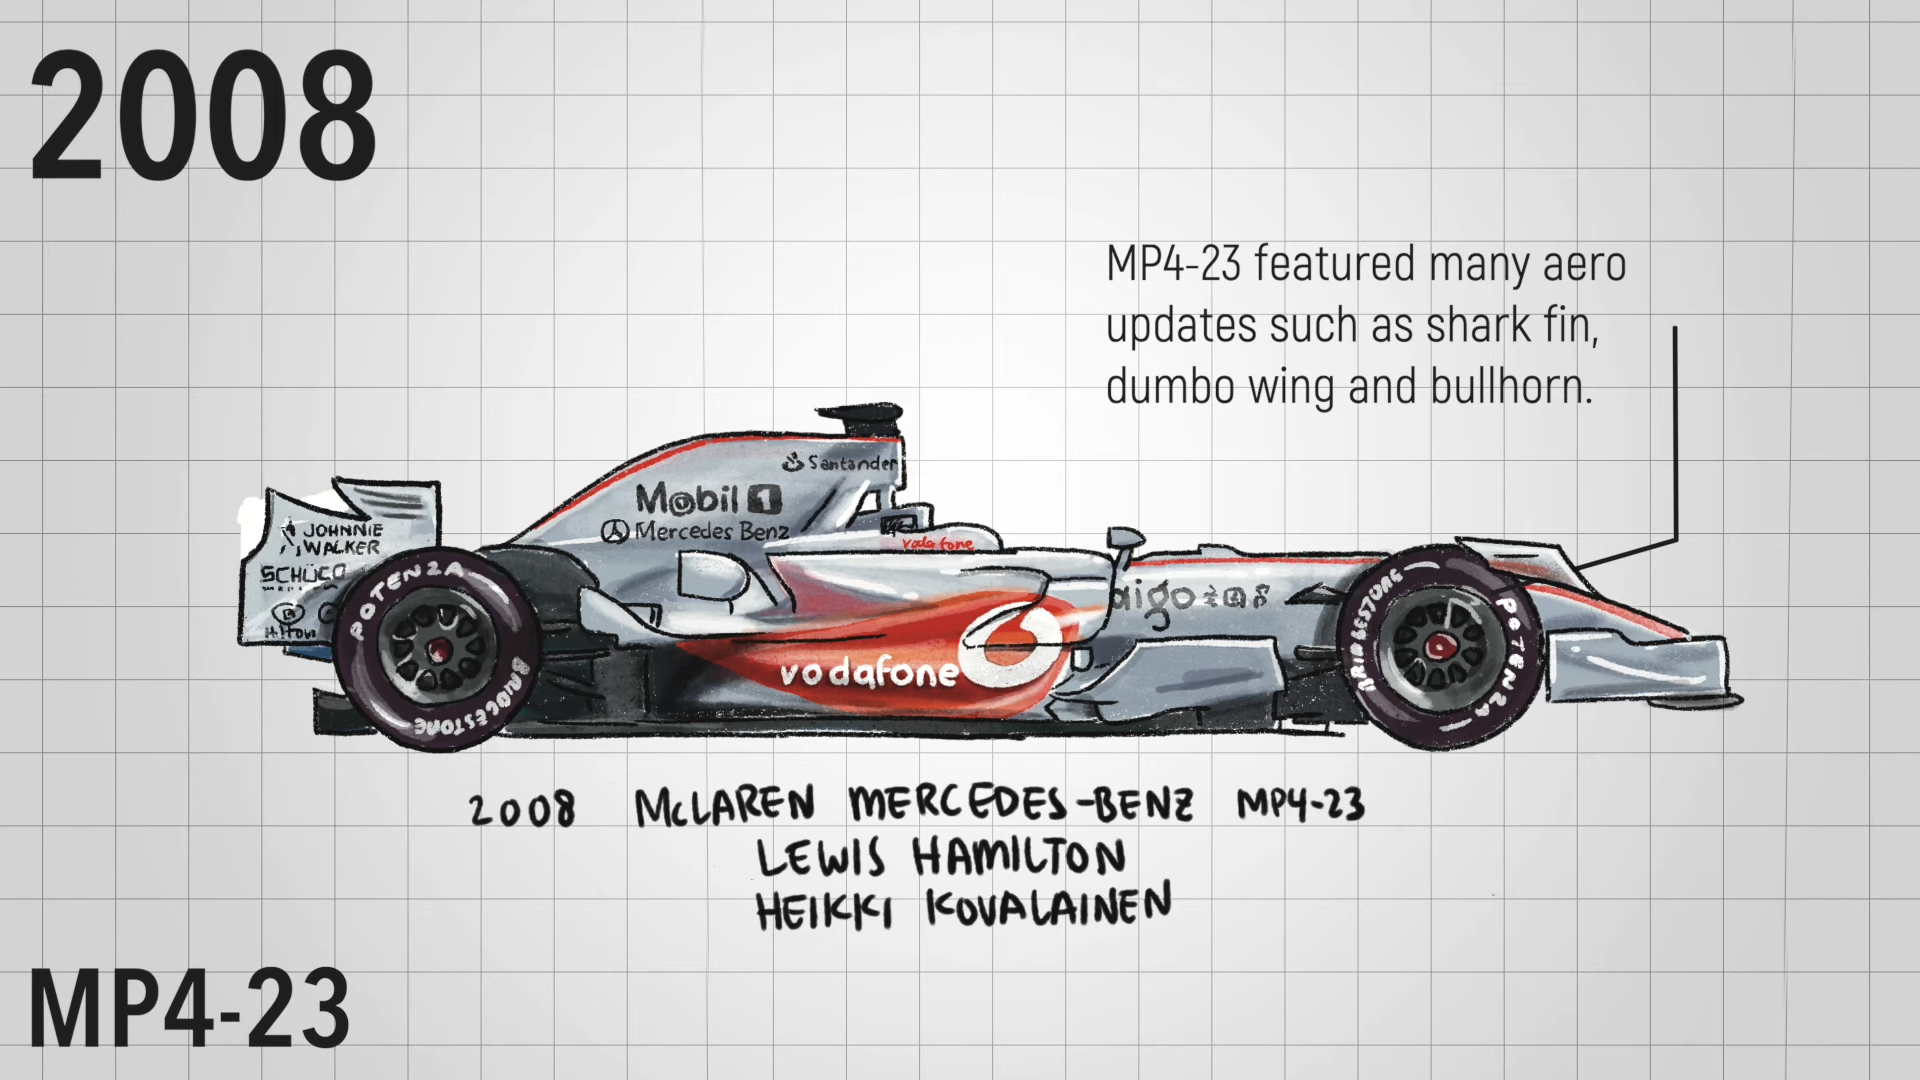 2008
MP4-23 featured many aero
updates such as shark fin,
dumbo wing and bullhorn.
Santander
Mobil 1
Mercedes Benz
vodafone
JOHNNIE
WALKER
SCHÜCO
Hilton
aigo
POTENZA
BRIDGESTONE
vodafone
BRIDGESTONE
POTENZA
2008 McLAREN MERCEDES-BENZ MP4-23
LEWIS HAMILTON
HEIKKI KOVALAINEN
MP4-23